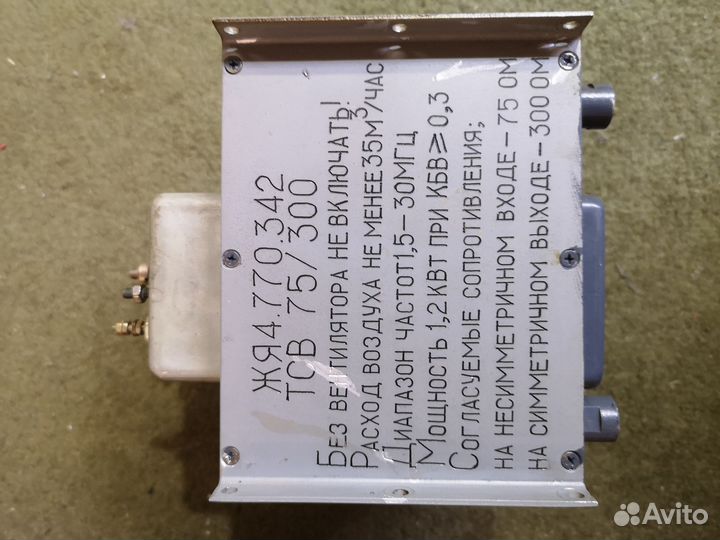 ЖЯ4.770.342
ТСВ 75/300
БЕЗ ВЕНТИЛЯТОРА НЕ ВКЛЮЧАТЬ!
РАСХОД ВОЗДУХА НЕ МЕНЕЕ 35М³/ЧАС
ДИАПАЗОН ЧАСТОТ 1,5-30МГЦ
МОЩНОСТЬ 1,2 КВТ ПРИ КБВ⩾0,3
СОГЛАСУЕМЫЕ СОПРОТИВЛЕНИЯ;
НА НЕСИММЕТРИЧНОМ ВХОДЕ-75 ОМ
НА СИММЕТРИЧНОМ ВЫХОДЕ-300 ОМ
Avito